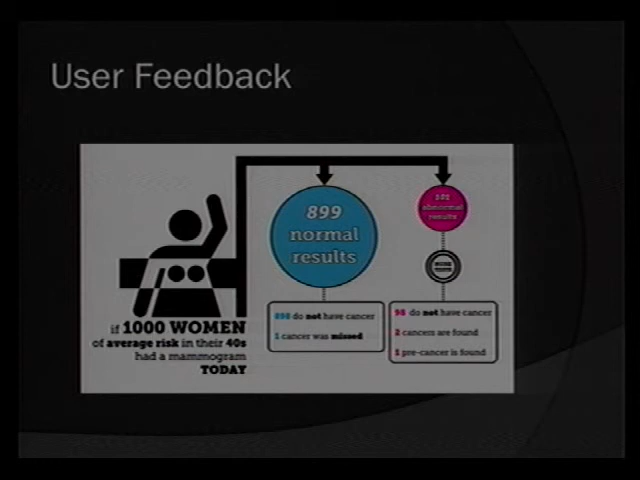 User Feedback
899
normal
results
abnormal
results
898 do not have cancer
1 cancer was missed
98 do not have cancer
2 cancers are found
1 pre-cancer is found
if 1000 WOMEN
of average risk in their 40s
had a mammogram
TODAY